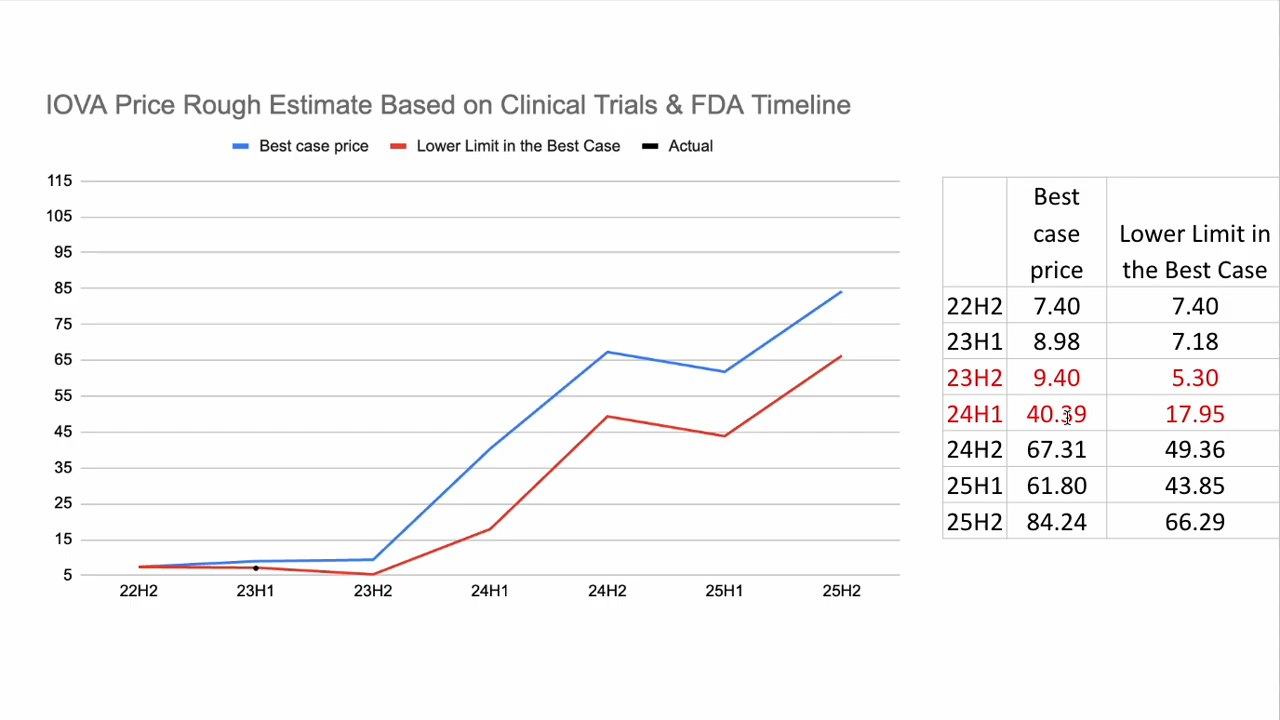 IOVA Price Rough Estimate Based on Clinical Trials & FDA Timeline
Best case price Lower Limit in the Best Case Actual
115
105
95
85
75
65
55
45
35
25
15
5
22H2 23H1 23H2 24H1 24H2 25H1 25H2
Best
case
price
Lower Limit in
the Best Case
22H2 7.40 7.40
23H1 8.98 7.18
23H2 9.40 5.30
24H1 40.39 17.95
24H2 67.31 49.36
25H1 61.80 43.85
25H2 84.24 66.29